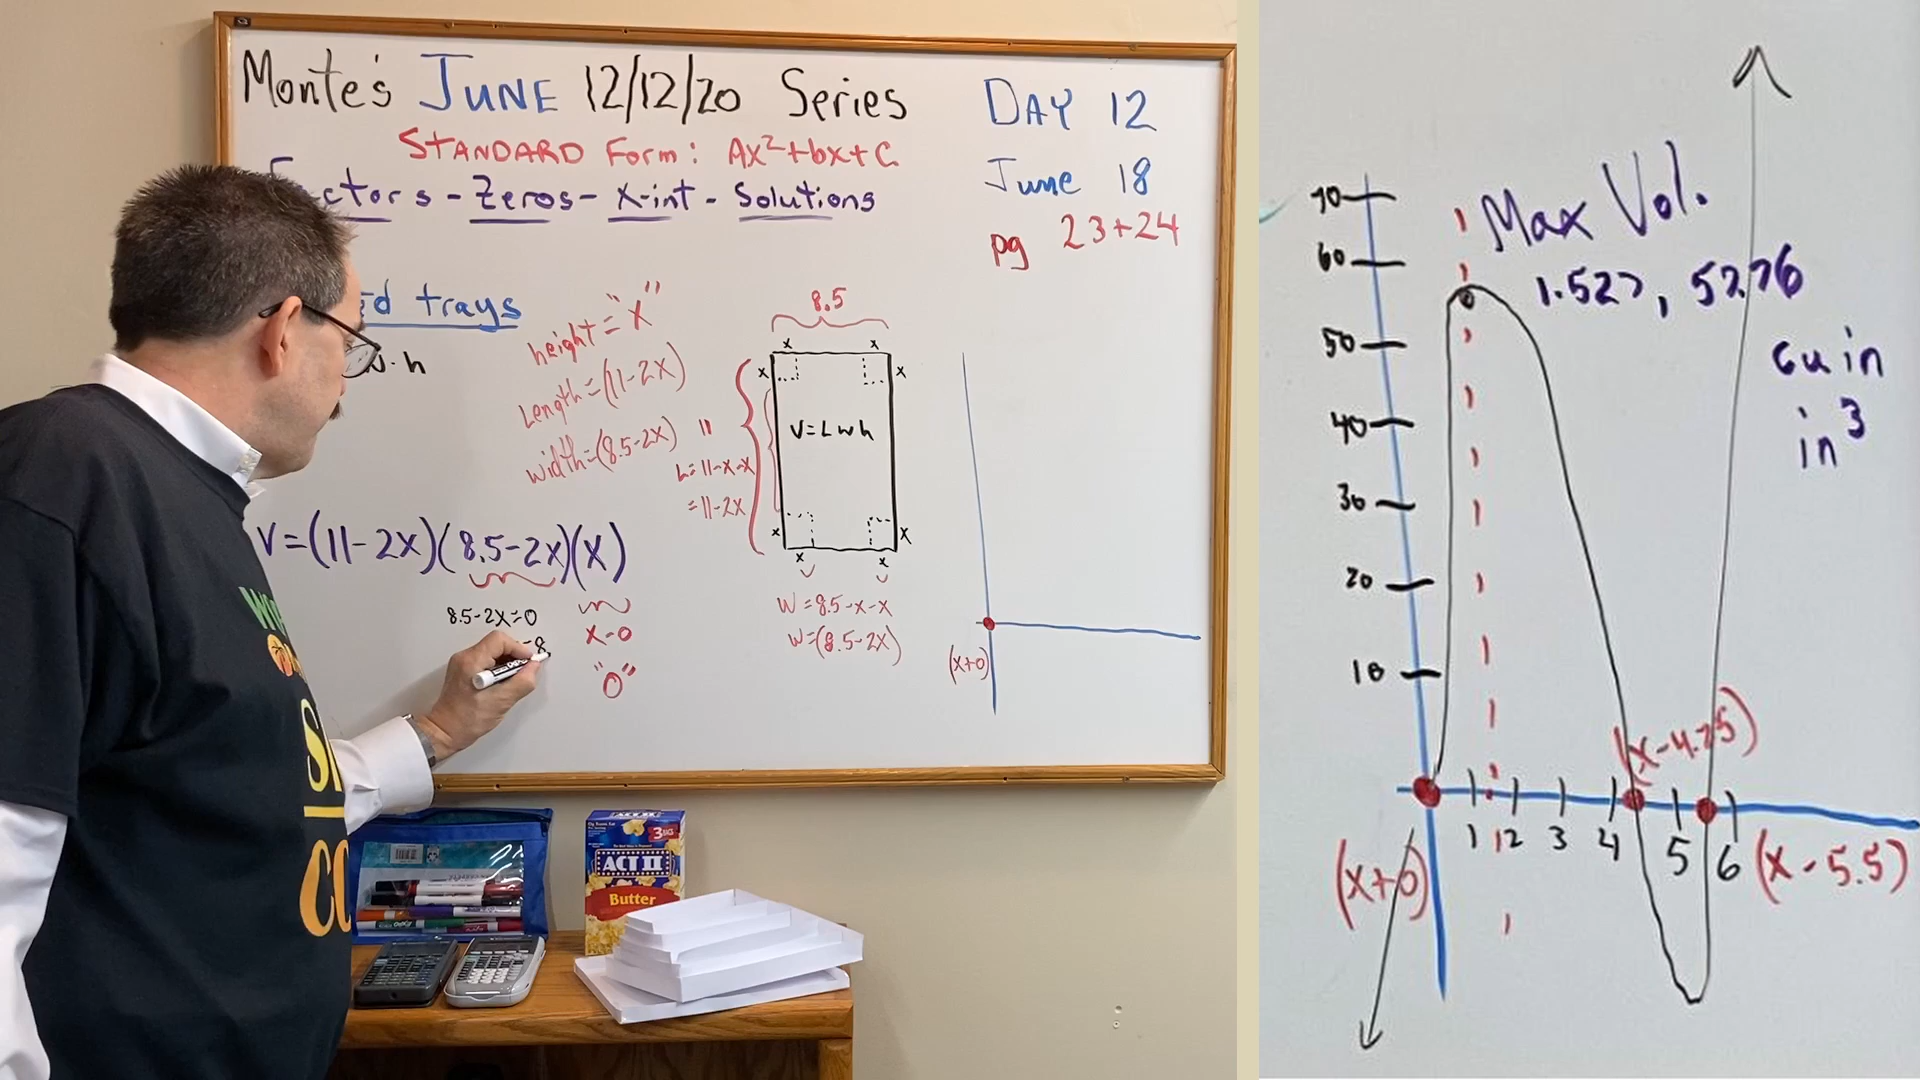 Monte's JUNE 12/12/20 Series
STANDARD Form: Ax²+bx+C
ctors - Zeros - X-int - Solutions
DAY 12
June 18
pg 23+24
ed trays
w·h
height = "X"
Length = (11-2X)
width = (8.5-2X)
8.5
x x
x x
V=Lwh
11
L=11-x-x
=11-2X
x x
x x
W=8.5-x-x
W=(8.5-2X)
V=(11-2X)(8.5-2X)(X)
8.5-2X=0
=8.
X-0
"0"
(x+0)
ACT II
Butter
Max Vol.
1.527, 57.76
cu in
in³
70
60
50
40
30
20
10
(x-4.25)
1 2 3 4 5 6
(x+0)
(x-5.5)